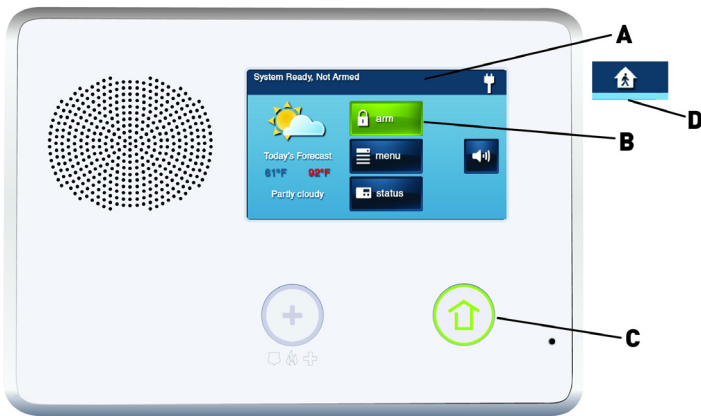 System Ready, Not Armed
A
D
arm
B
Today's Forecast
menu
61°F 92°F
Partly cloudy
status
C